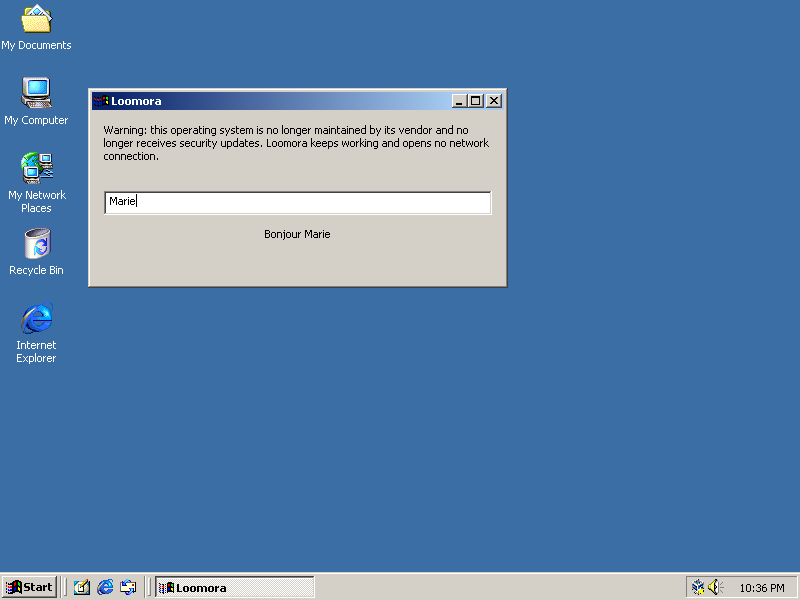 My Documents
My Computer
My Network
Places
Recycle Bin
Internet
Explorer
Loomora
Warning: this operating system is no longer maintained by its vendor and no
longer receives security updates. Loomora keeps working and opens no network
connection.
Marie
Bonjour Marie
Start
Loomora
10:36 PM